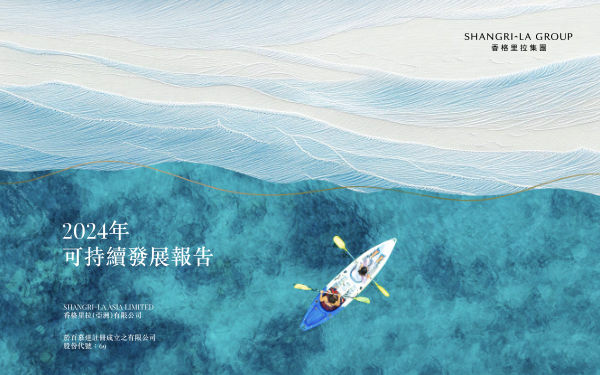 SHANGRI-LA GROUP
香格里拉集團
2024年
可持續發展報告
SHANGRI-LA ASIA LIMITED
香格里拉(亞洲)有限公司
於百慕達註冊成立之有限公司
股份代號：69